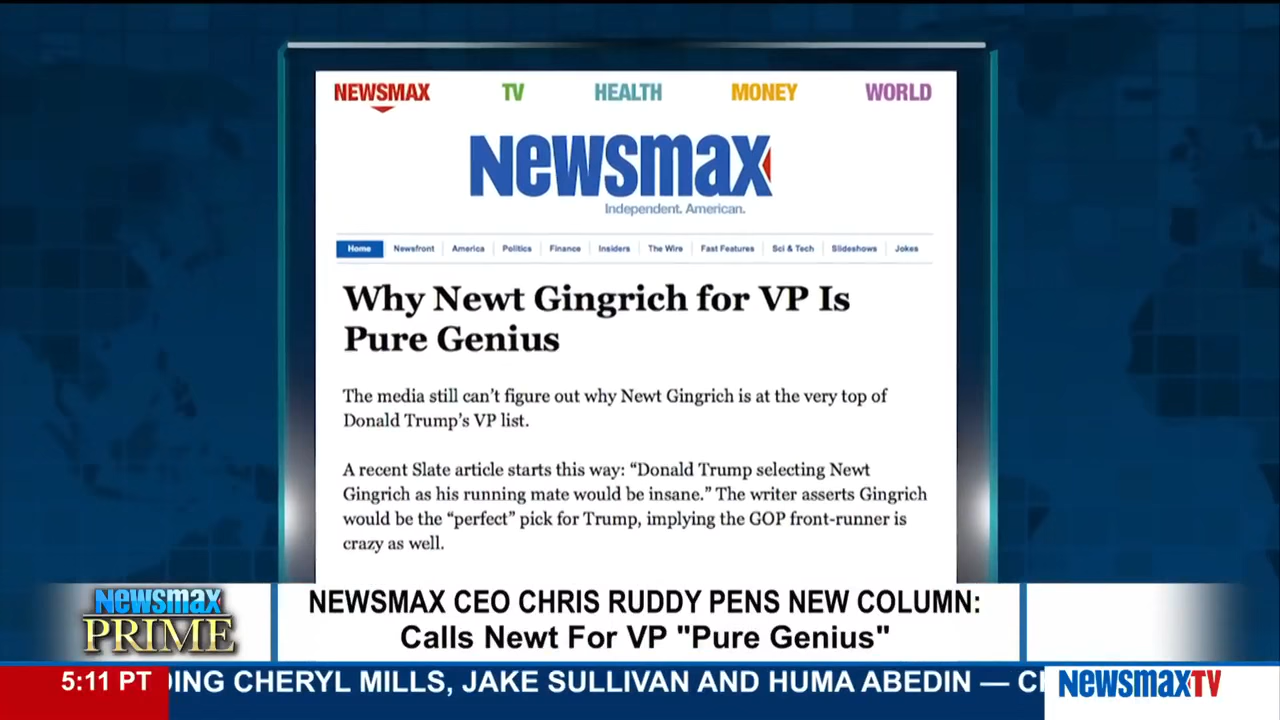 NEWSMAX TV HEALTH MONEY WORLD
Newsmax
Independent. American.
Home Newsfront America Politics Finance Insiders The Wire Fast Features Sci & Tech Slideshows Jokes
Why Newt Gingrich for VP Is
Pure Genius
The media still can't figure out why Newt Gingrich is at the very top of
Donald Trump's VP list.
A recent Slate article starts this way: “Donald Trump selecting Newt
Gingrich as his running mate would be insane.” The writer asserts Gingrich
would be the “perfect” pick for Trump, implying the GOP front-runner is
crazy as well.
Newsmax
PRIME
NEWSMAX CEO CHRIS RUDDY PENS NEW COLUMN:
Calls Newt For VP "Pure Genius"
5:11 PT
DING CHERYL MILLS, JAKE SULLIVAN AND HUMA ABEDIN — C
NewsmaxTV